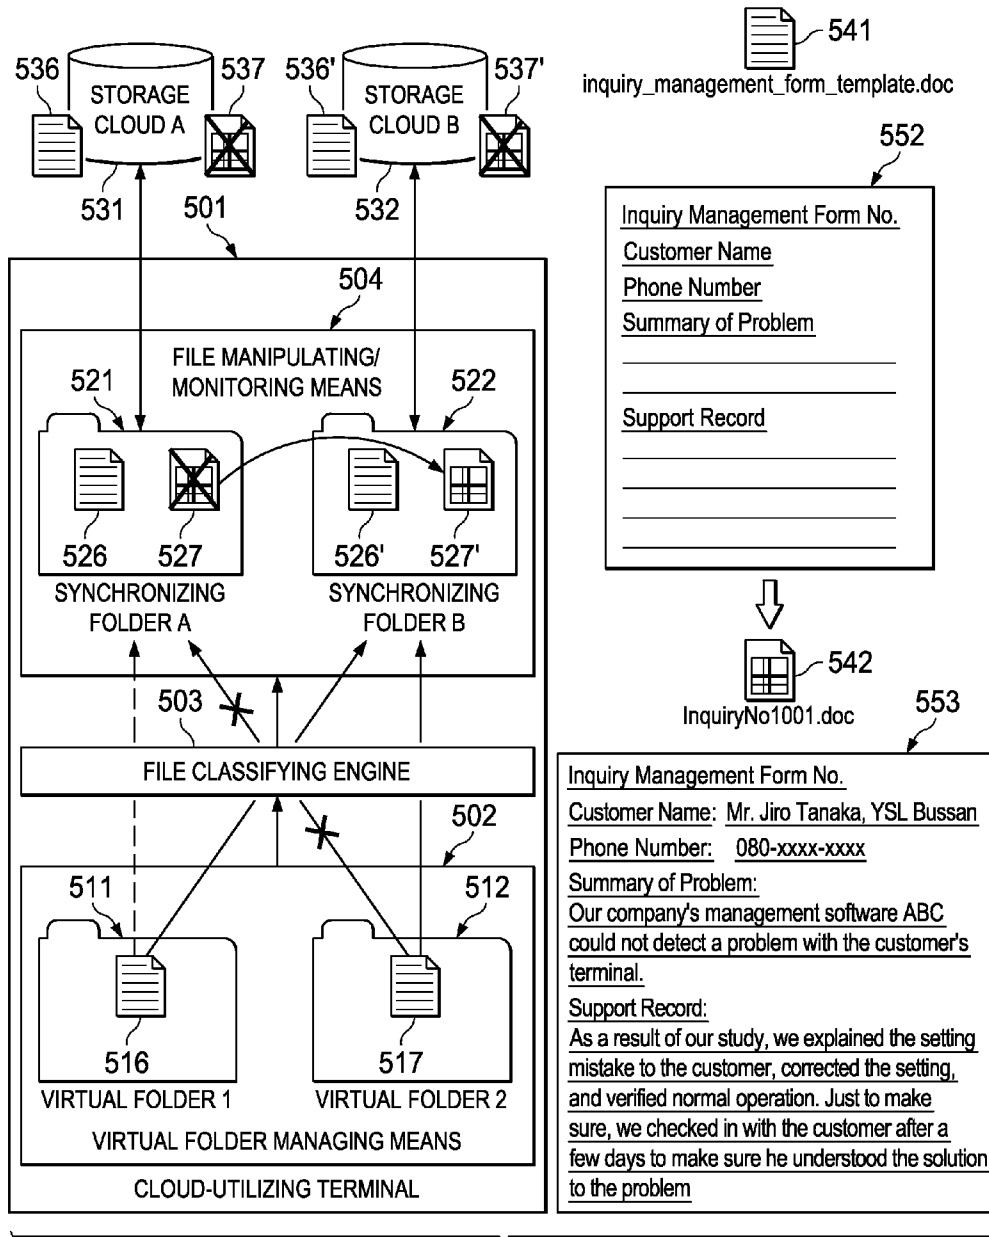 541
inquiry_management_form_template.doc
536
537
536'
537'
STORAGE
CLOUD A
STORAGE
CLOUD B
531
532
501
504
FILE MANIPULATING/
MONITORING MEANS
521
522
526
527
526'
527'
SYNCHRONIZING
FOLDER A
SYNCHRONIZING
FOLDER B
503
FILE CLASSIFYING ENGINE
502
511
512
516
517
VIRTUAL FOLDER 1
VIRTUAL FOLDER 2
VIRTUAL FOLDER MANAGING MEANS
CLOUD-UTILIZING TERMINAL
552
Inquiry Management Form No.
Customer Name
Phone Number
Summary of Problem
Support Record
542
InquiryNo1001.doc
553
Inquiry Management Form No.
Customer Name: Mr. Jiro Tanaka, YSL Bussan
Phone Number: 080-xxxx-xxxx
Summary of Problem:
Our company's management software ABC
could not detect a problem with the customer's
terminal.
Support Record:
As a result of our study, we explained the setting
mistake to the customer, corrected the setting,
and verified normal operation. Just to make
sure, we checked in with the customer after a
few days to make sure he understood the solution
to the problem